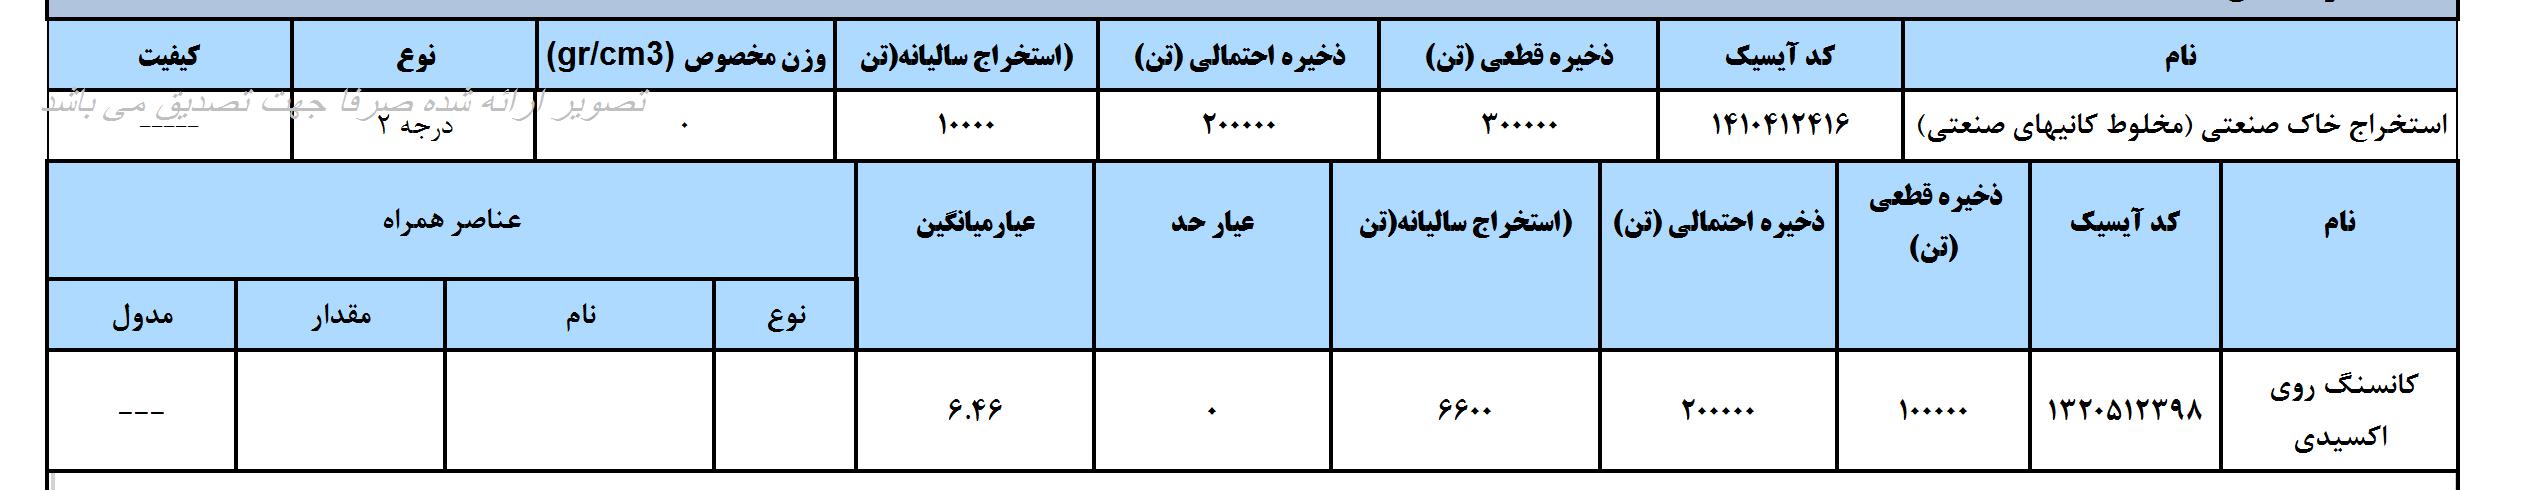 نام	کد آیسیک	ذخیره قطعی (تن)	ذخیره احتمالی (تن)	(استخراج سالیانه(تن	وزن مخصوص (gr/cm3)	نوع	کیفیت
تصویر ارائه شده صرفا جهت تصدیق می باشد
استخراج خاک صنعتی (مخلوط کانیهای صنعتی)	۱۴۱۰۴۱۲۴۱۶	۳۰۰۰۰۰	۲۰۰۰۰۰	۱۰۰۰۰	۰	درجه ۲	-----
نام	کد آیسیک	ذخیره قطعی (تن)	ذخیره احتمالی (تن)	(استخراج سالیانه(تن	عیار حد	عیارمیانگین	عناصر همراه
نوع	نام	مقدار	مدول
کانسنگ روی اکسیدی	۱۳۲۰۵۱۲۳۹۸	۱۰۰۰۰۰	۲۰۰۰۰۰	۶۶۰۰	۰	۶.۴۶	---